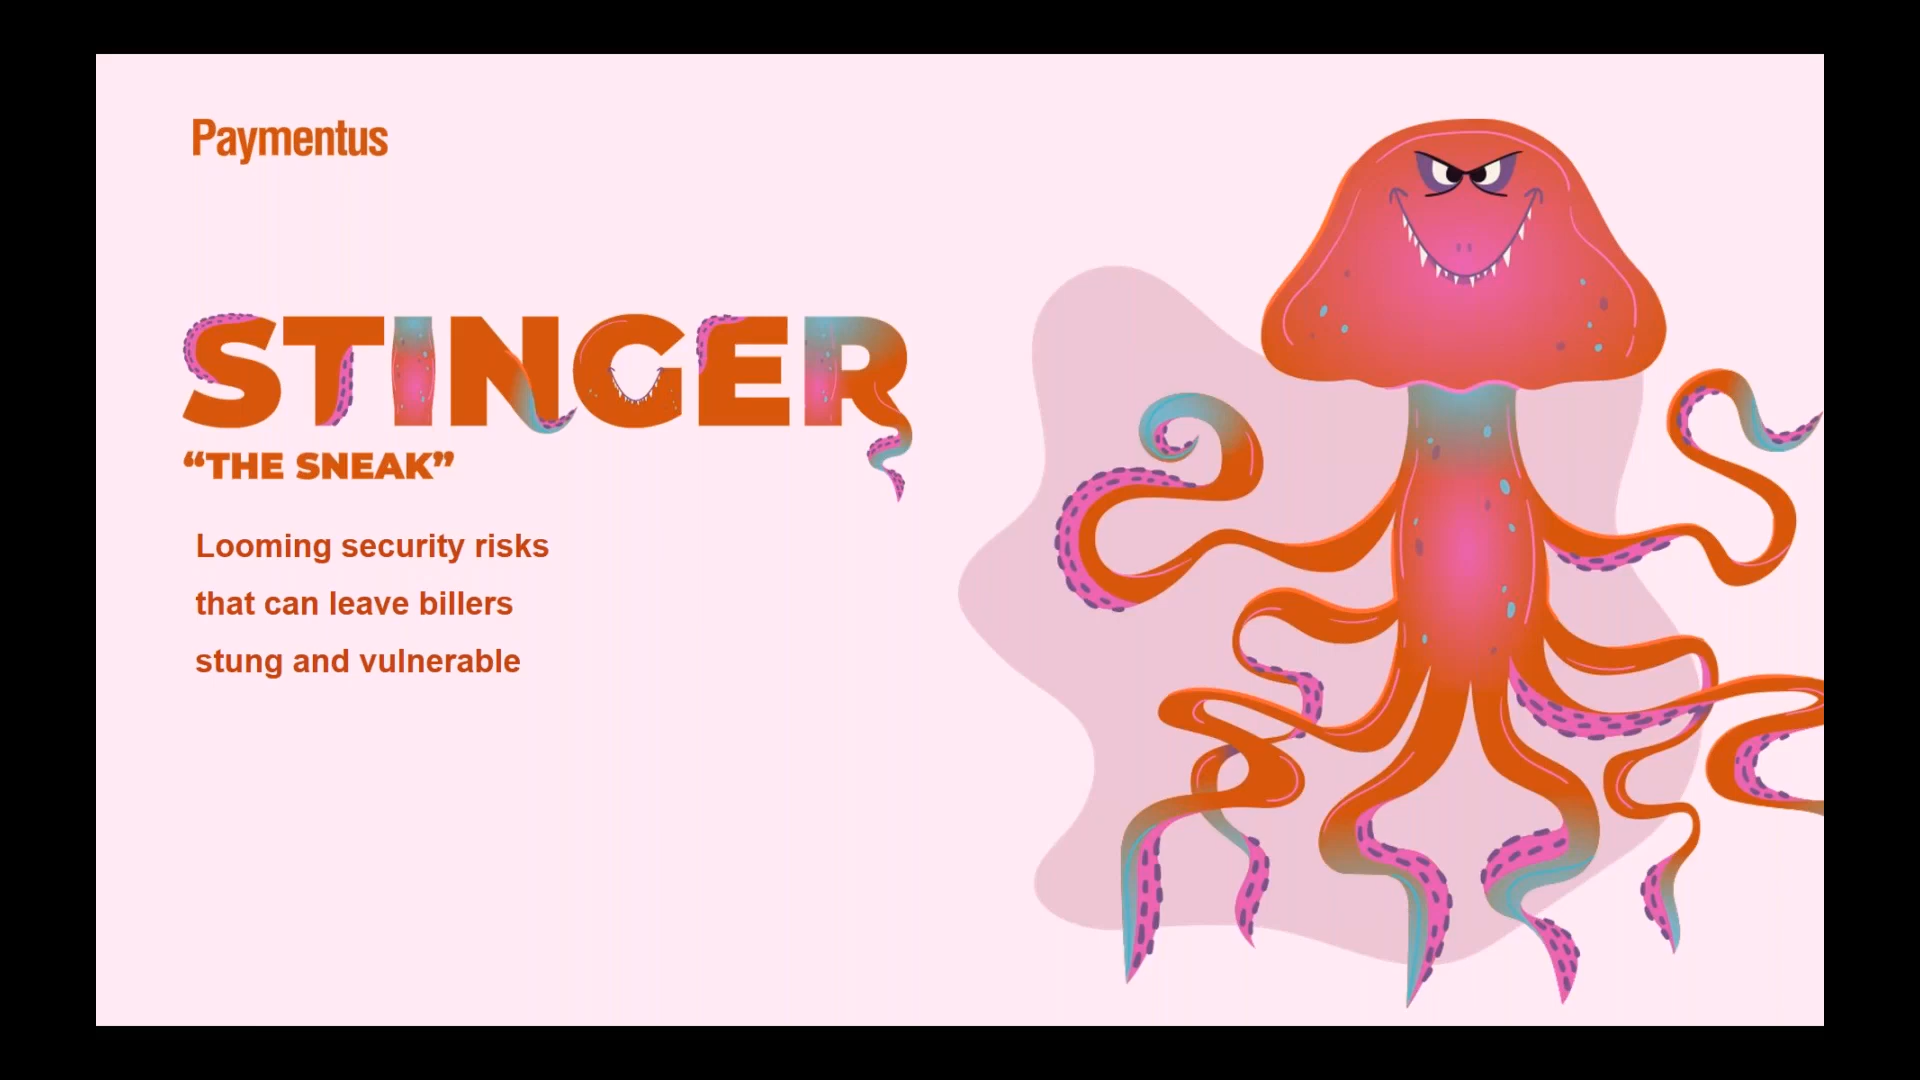 Paymentus
STINGER
“THE SNEAK”
Looming security risks
that can leave billers
stung and vulnerable